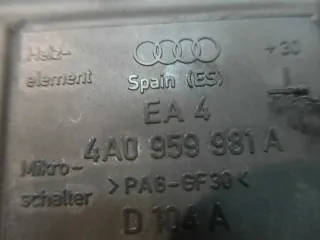 Heiz-
element
Spain (ES)
+30
EA 4
4A0 959 981 A
Mikro-
schalter
>PA6-GF30<
D 104 A